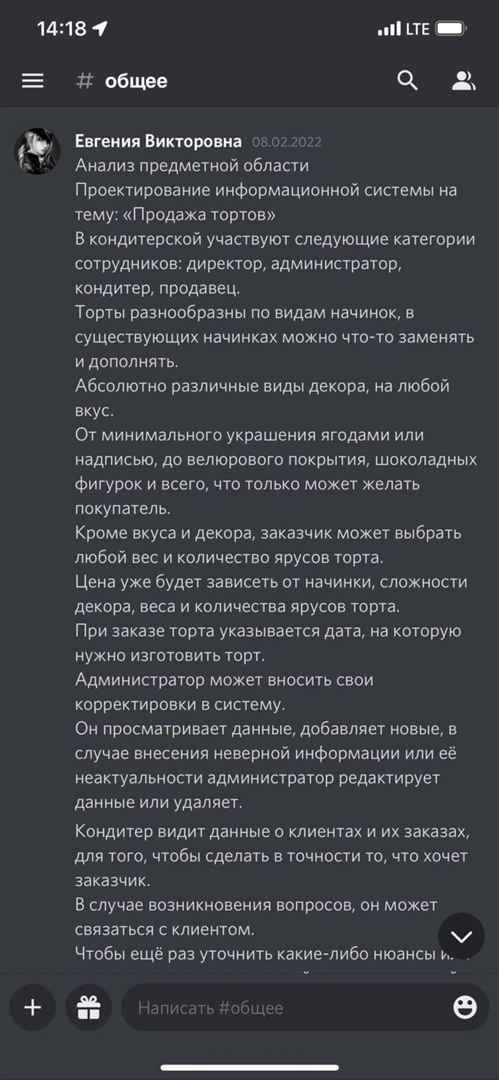 14:18
LTE
# общее
Евгения Викторовна 08.02.2022
Анализ предметной области
Проектирование информационной системы на
тему: «Продажа тортов»
В кондитерской участвуют следующие категории
сотрудников: директор, администратор,
кондитер, продавец.
Торты разнообразны по видам начинок, в
существующих начинках можно что-то заменять
и дополнять.
Абсолютно различные виды декора, на любой
вкус.
От минимального украшения ягодами или
надписью, до велюрового покрытия, шоколадных
фигурок и всего, что только может желать
покупатель.
Кроме вкуса и декора, заказчик может выбрать
любой вес и количество ярусов торта.
Цена уже будет зависеть от начинки, сложности
декора, веса и количества ярусов торта.
При заказе торта указывается дата, на которую
нужно изготовить торт.
Администратор может вносить свои
корректировки в систему.
Он просматривает данные, добавляет новые, в
случае внесения неверной информации или её
неактуальности администратор редактирует
данные или удаляет.
Кондитер видит данные о клиентах и их заказах,
для того, чтобы сделать в точности то, что хочет
заказчик.
В случае возникновения вопросов, он может
связаться с клиентом.
Чтобы ещё раз уточнить какие-либо нюансы
Написать #общее